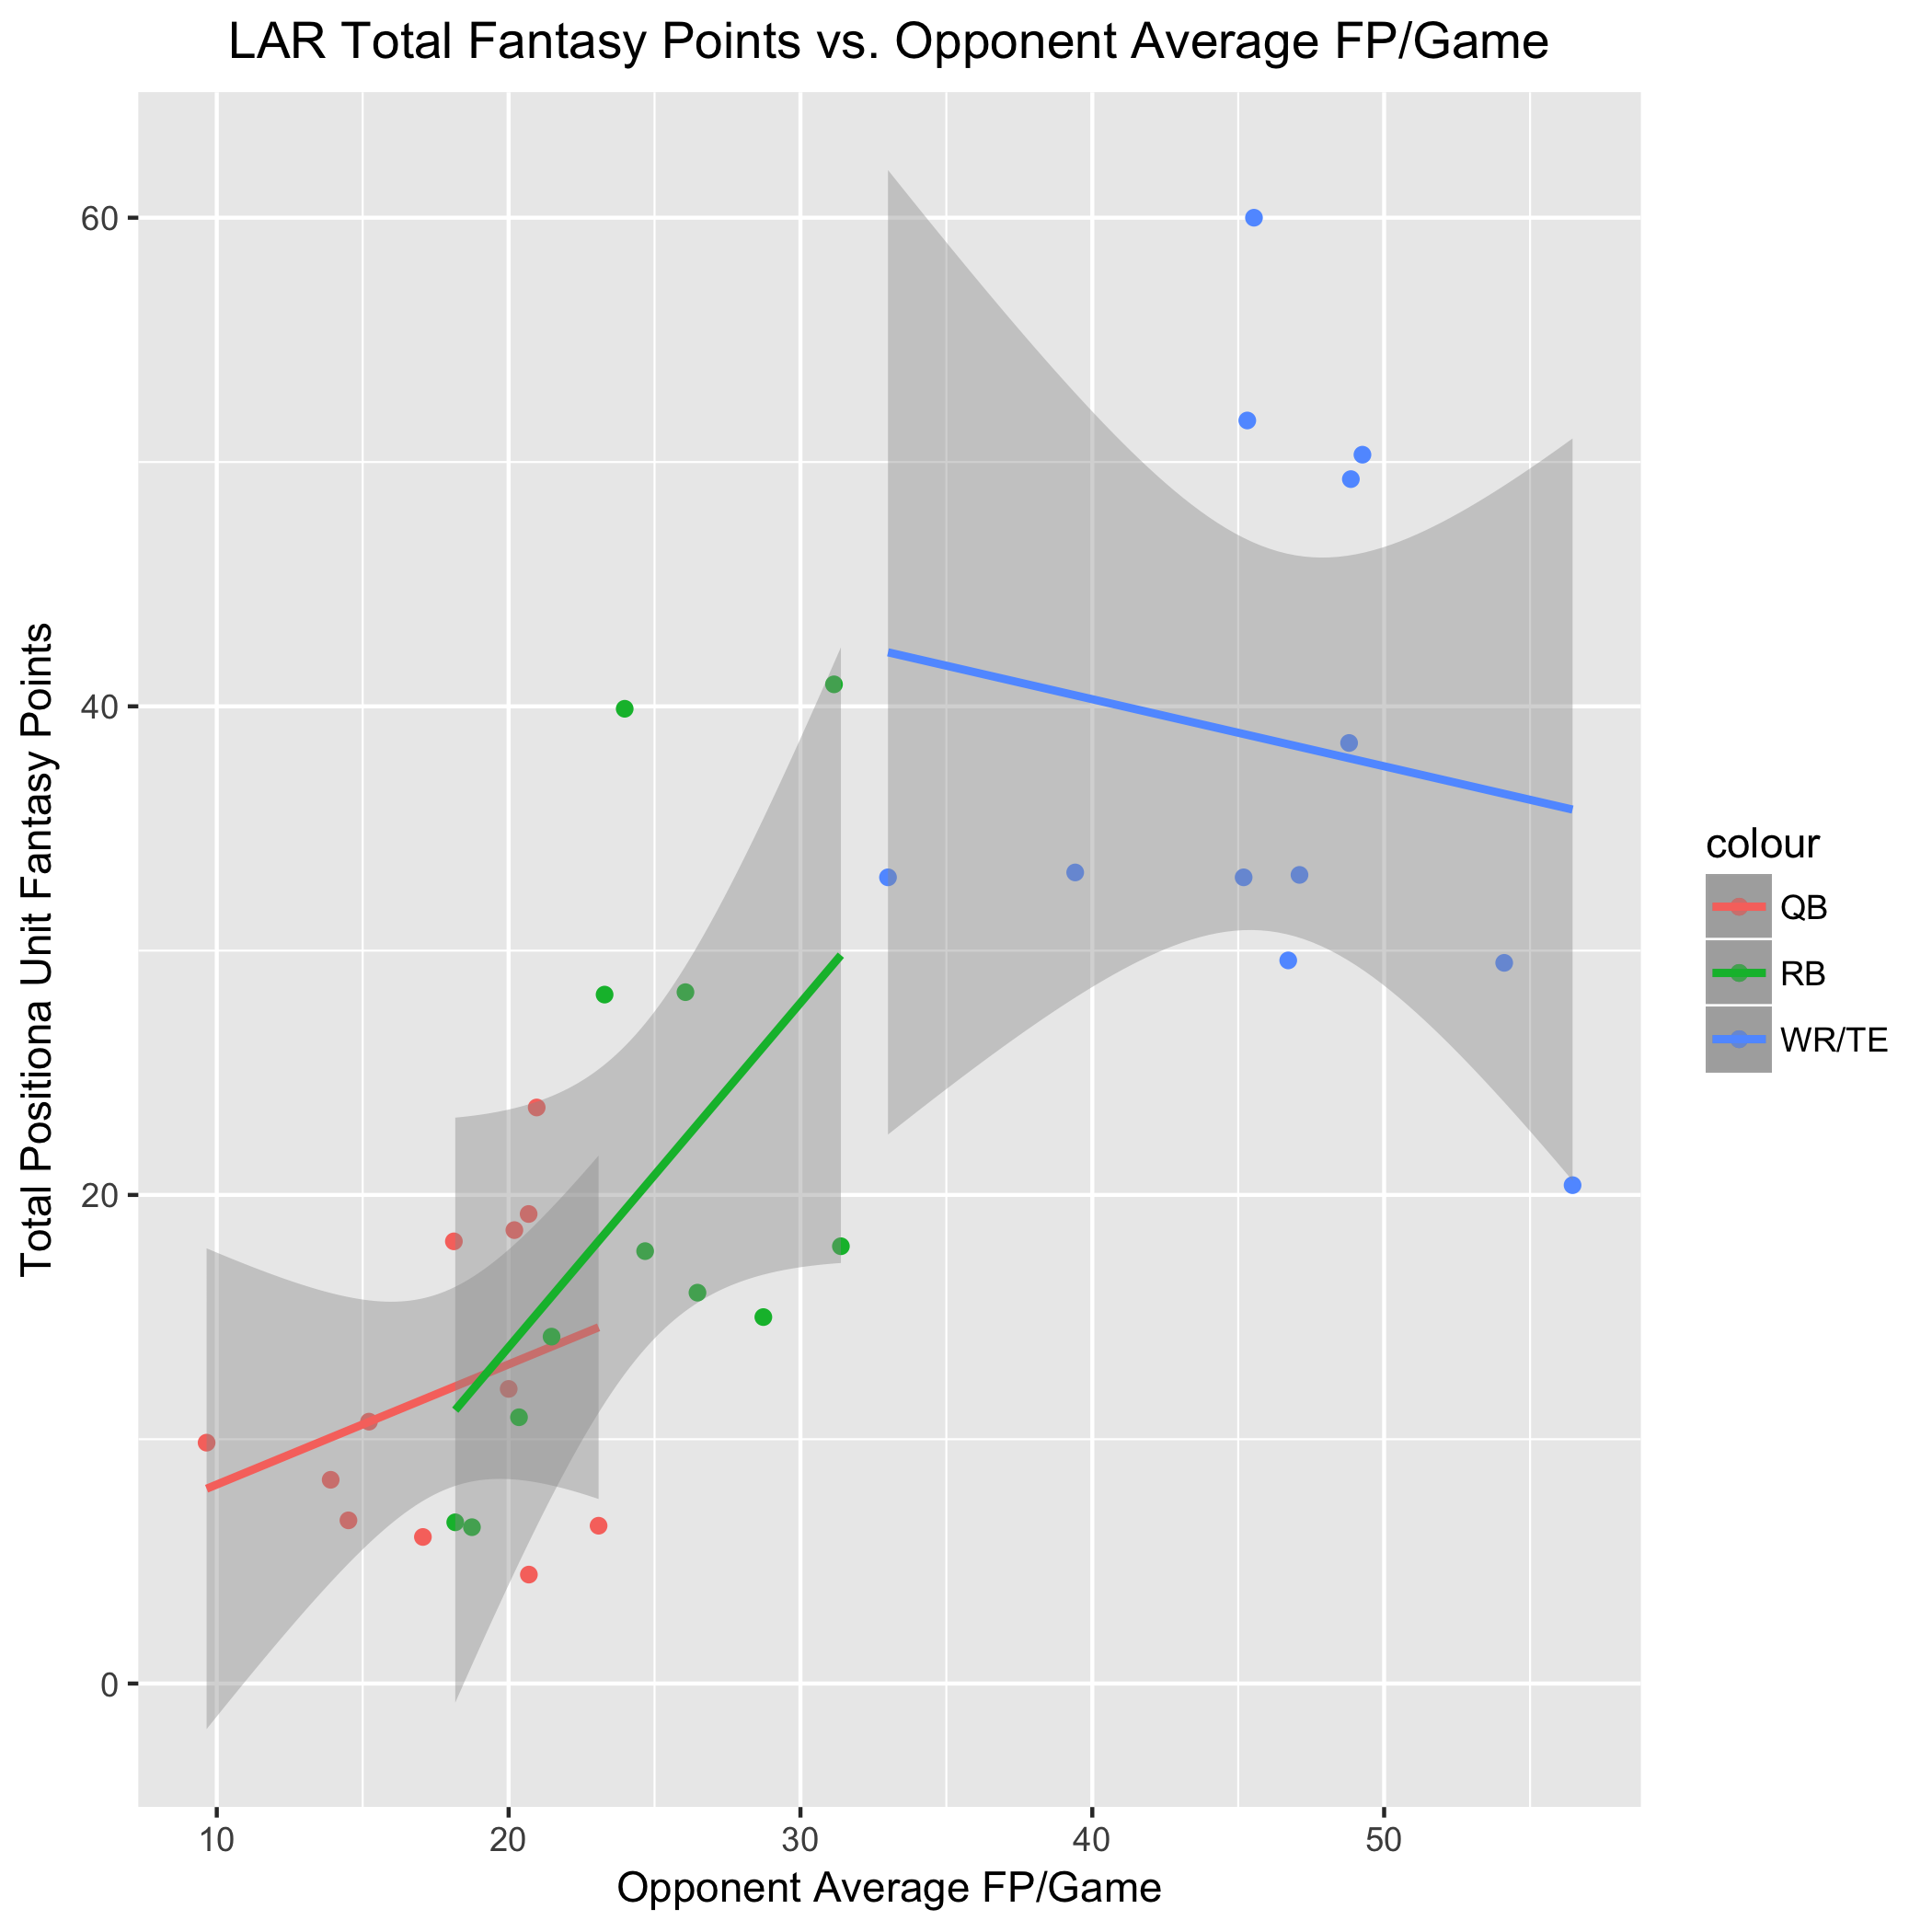 LAR Total Fantasy Points vs. Opponent Average FP/Game
Total Positiona Unit Fantasy Points
60
40
20
0
10 20 30 40 50
Opponent Average FP/Game
colour
QB
RB
WR/TE